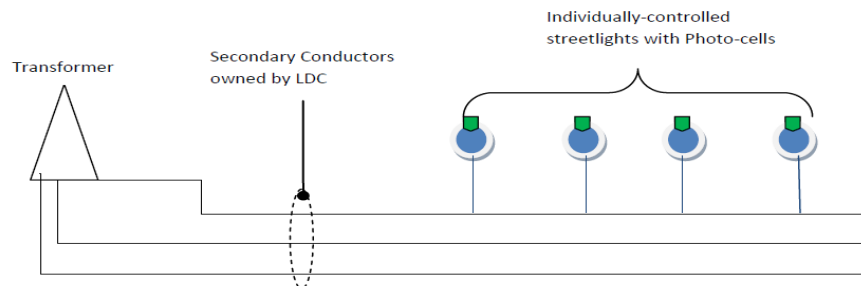 Individually-controlled
streetlights with Photo-cells
Secondary Conductors
owned by LDC
Transformer